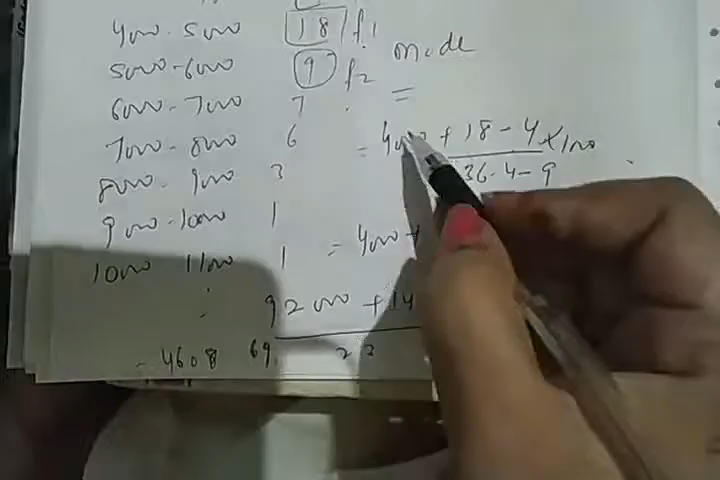 4000-5000 18 f1
5000-6000 9 f2 mode
6000-7000 7 =
7000-8000 6 = 4000 + 18-4 × 1000
8000-9000 3 36-4-9
9000-10000 1
10000 11000 1 = 4000 +
: 92000 + 14
- 4608 69. 23